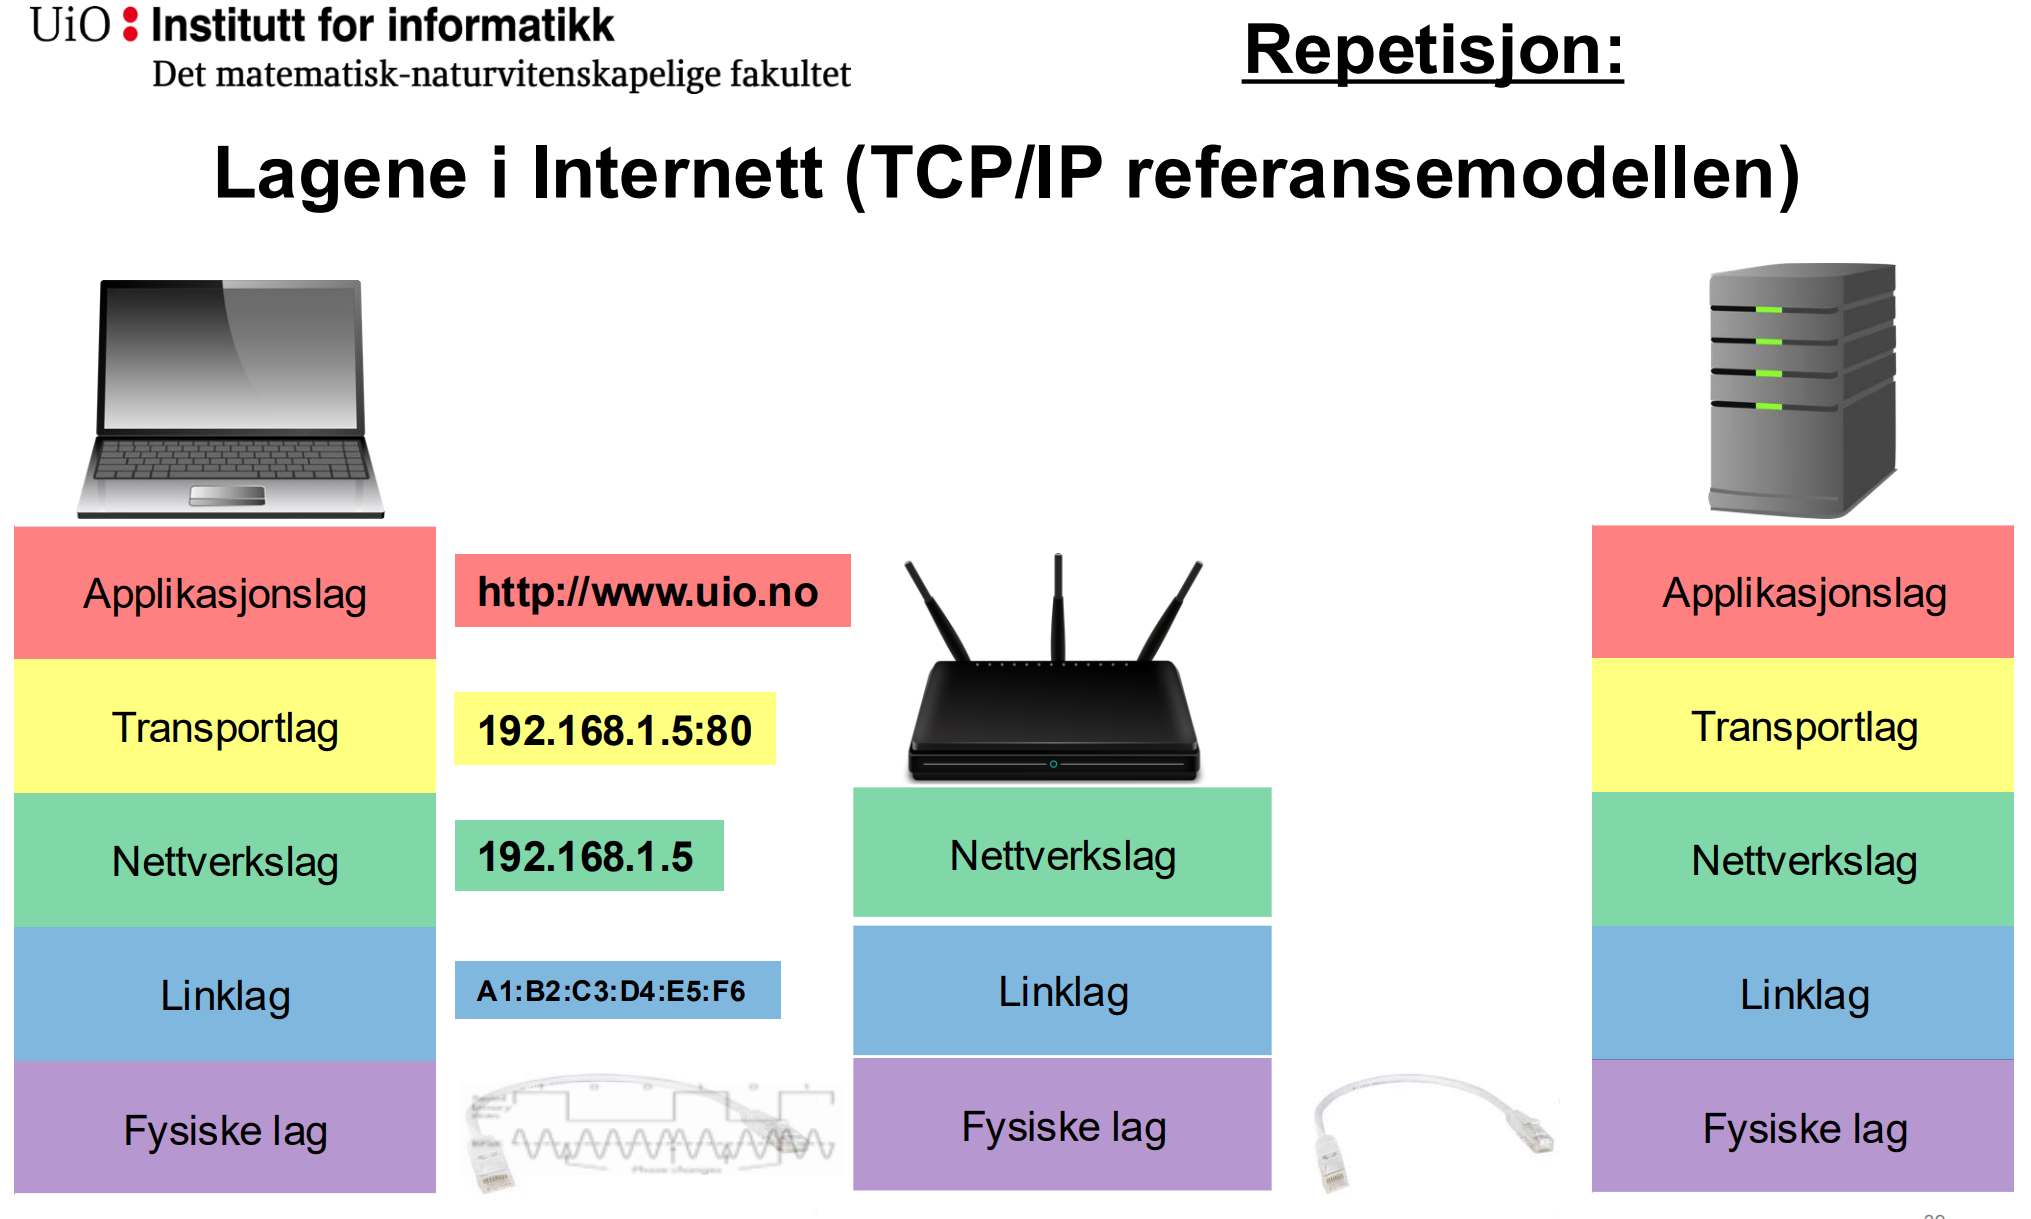 UiO Institutt for informatikk
Det matematisk-naturvitenskapelige fakultet
Repetisjon:
Lagene i Internett (TCP/IP referansemodellen)
Applikasjonslag
http://www.uio.no
Applikasjonslag
Transportlag
192.168.1.5:80
Transportlag
Nettverkslag
192.168.1.5
Nettverkslag
Nettverkslag
Linklag
A1:B2:C3:D4:E5:F6
Linklag
Linklag
Fysiske lag
Phase changes
Fysiske lag
Fysiske lag